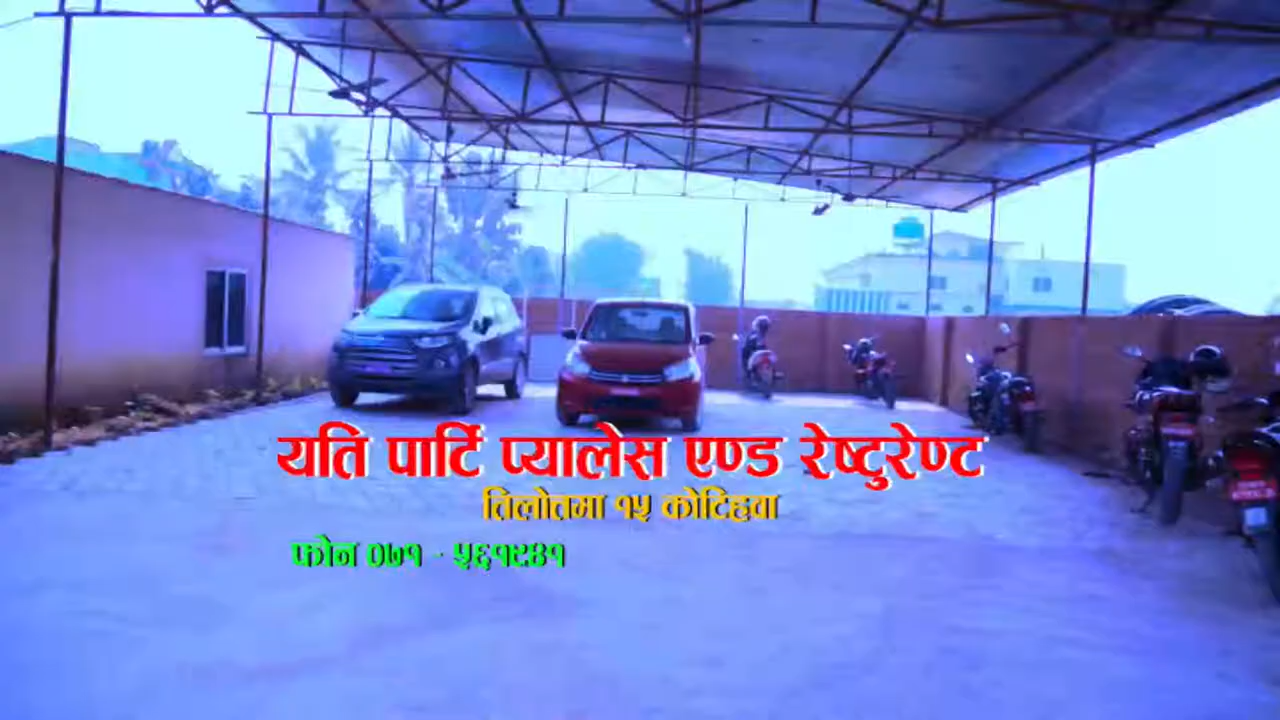 यति पार्टि प्यालेस एण्ड रेष्टुरेण्ट
तिलोत्तमा १५ कोटिहवा
फोन ०७१ - ५६१९४१